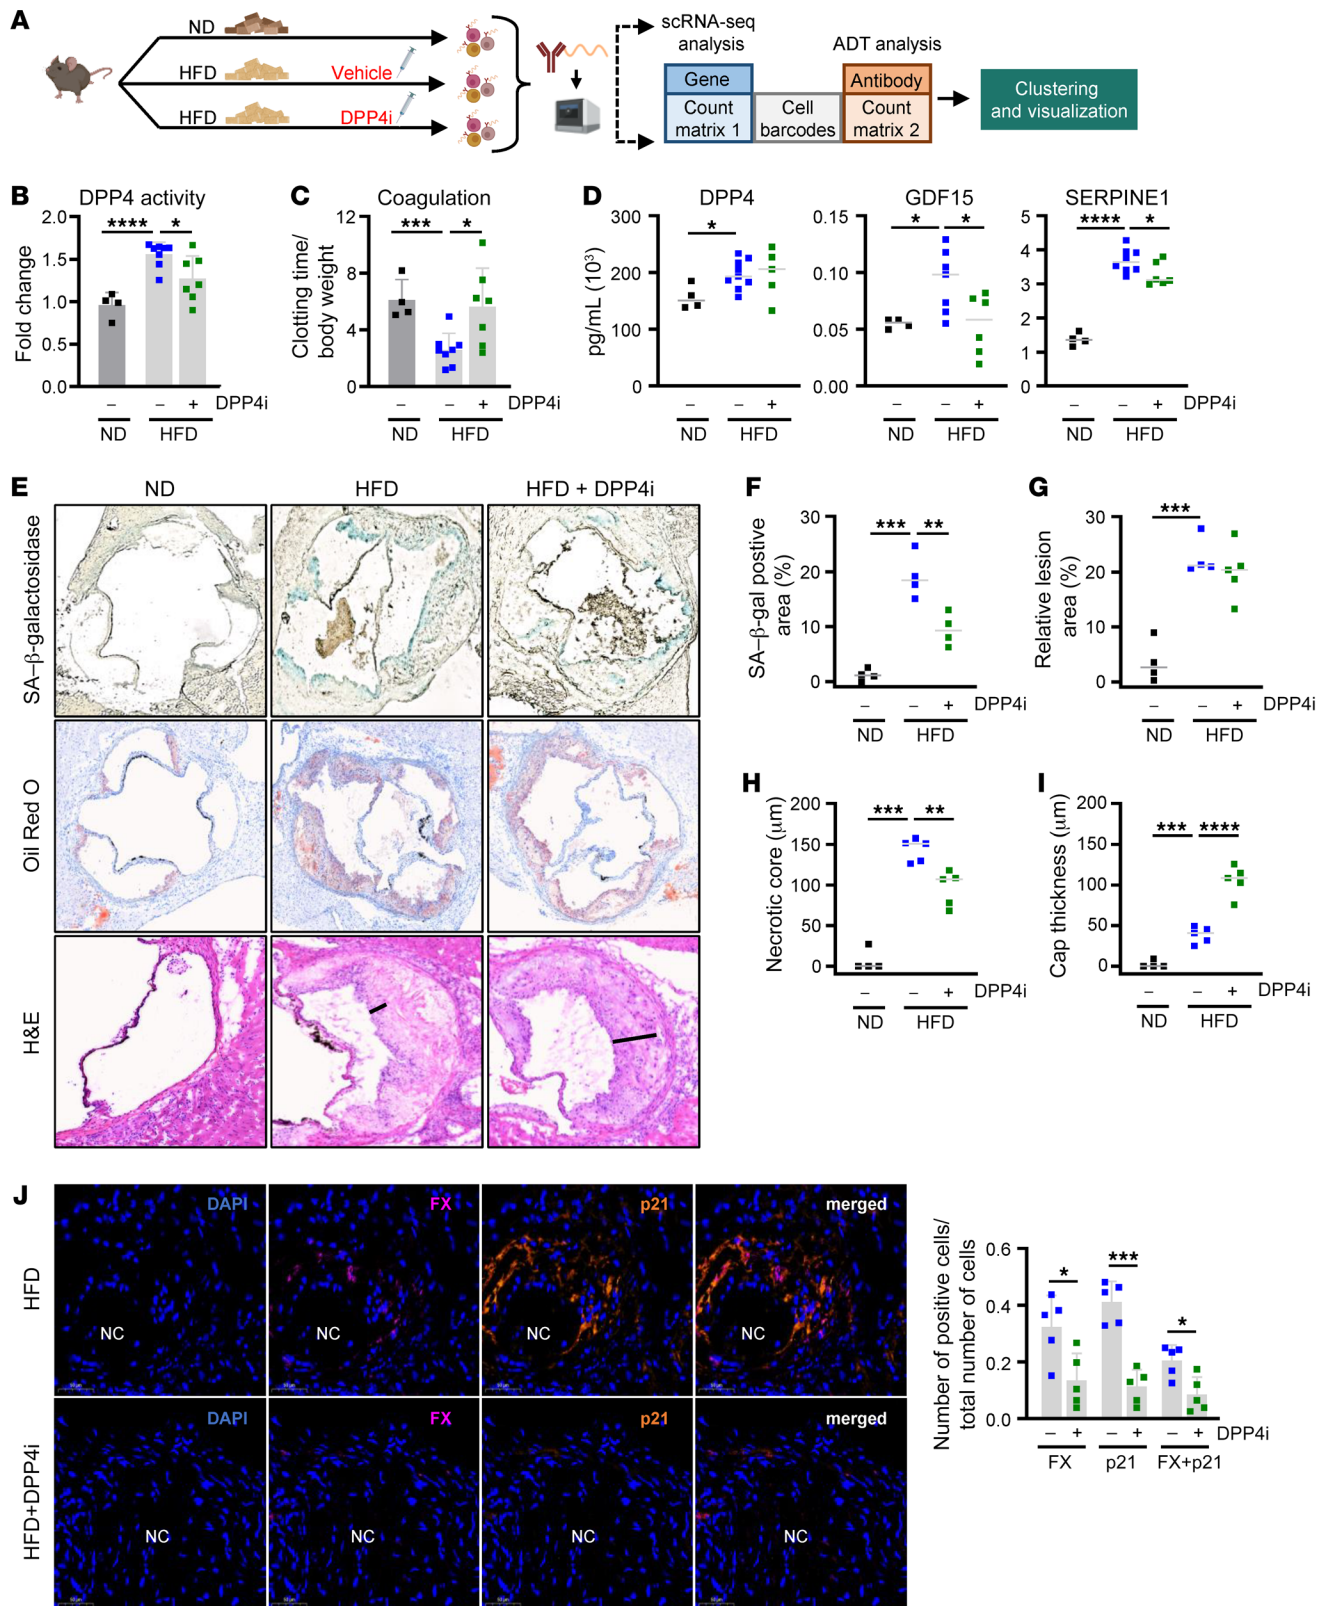 A
ND
HFD
Vehicle
HFD
DPP4i
scRNA-seq
analysis
ADT analysis
Gene
Count
matrix 1
Cell
barcodes
Antibody
Count
matrix 2
Clustering
and visualization
B
DPP4 activity
Fold change
2.0
1.5
1.0
0.5
0.0
****
*
– – + DPP4i
ND HFD
C
Coagulation
Clotting time/
body weight
12
8
4
0
***
*
– – + DPP4i
ND HFD
D
DPP4
pg/mL (10³)
300
200
100
0
*
– – +
ND HFD
GDF15
0.15
0.10
0.05
0.00
* *
– – +
ND HFD
SERPINE1
5
4
3
2
1
0
**** *
– – + DPP4i
ND HFD
E
ND HFD HFD + DPP4i
SA–β-galactosidase
Oil Red O
H&E
F
SA–β-gal postive
area (%)
30
20
10
0
*** **
– – + DPP4i
ND HFD
G
Relative lesion
area (%)
30
20
10
0
***
– – + DPP4i
ND HFD
H
Necrotic core (μm)
200
150
100
50
0
*** **
– – + DPP4i
ND HFD
I
Cap thickness (μm)
200
150
100
50
0
*** ****
– – + DPP4i
ND HFD
J
HFD
DAPI FX p21 merged
NC NC NC NC
HFD+DPP4i
DAPI FX p21 merged
NC NC NC NC
Number of positive cells/
total number of cells
0.6
0.4
0.2
0.0
* *** *
– + – + – + DPP4i
FX p21 FX+p21